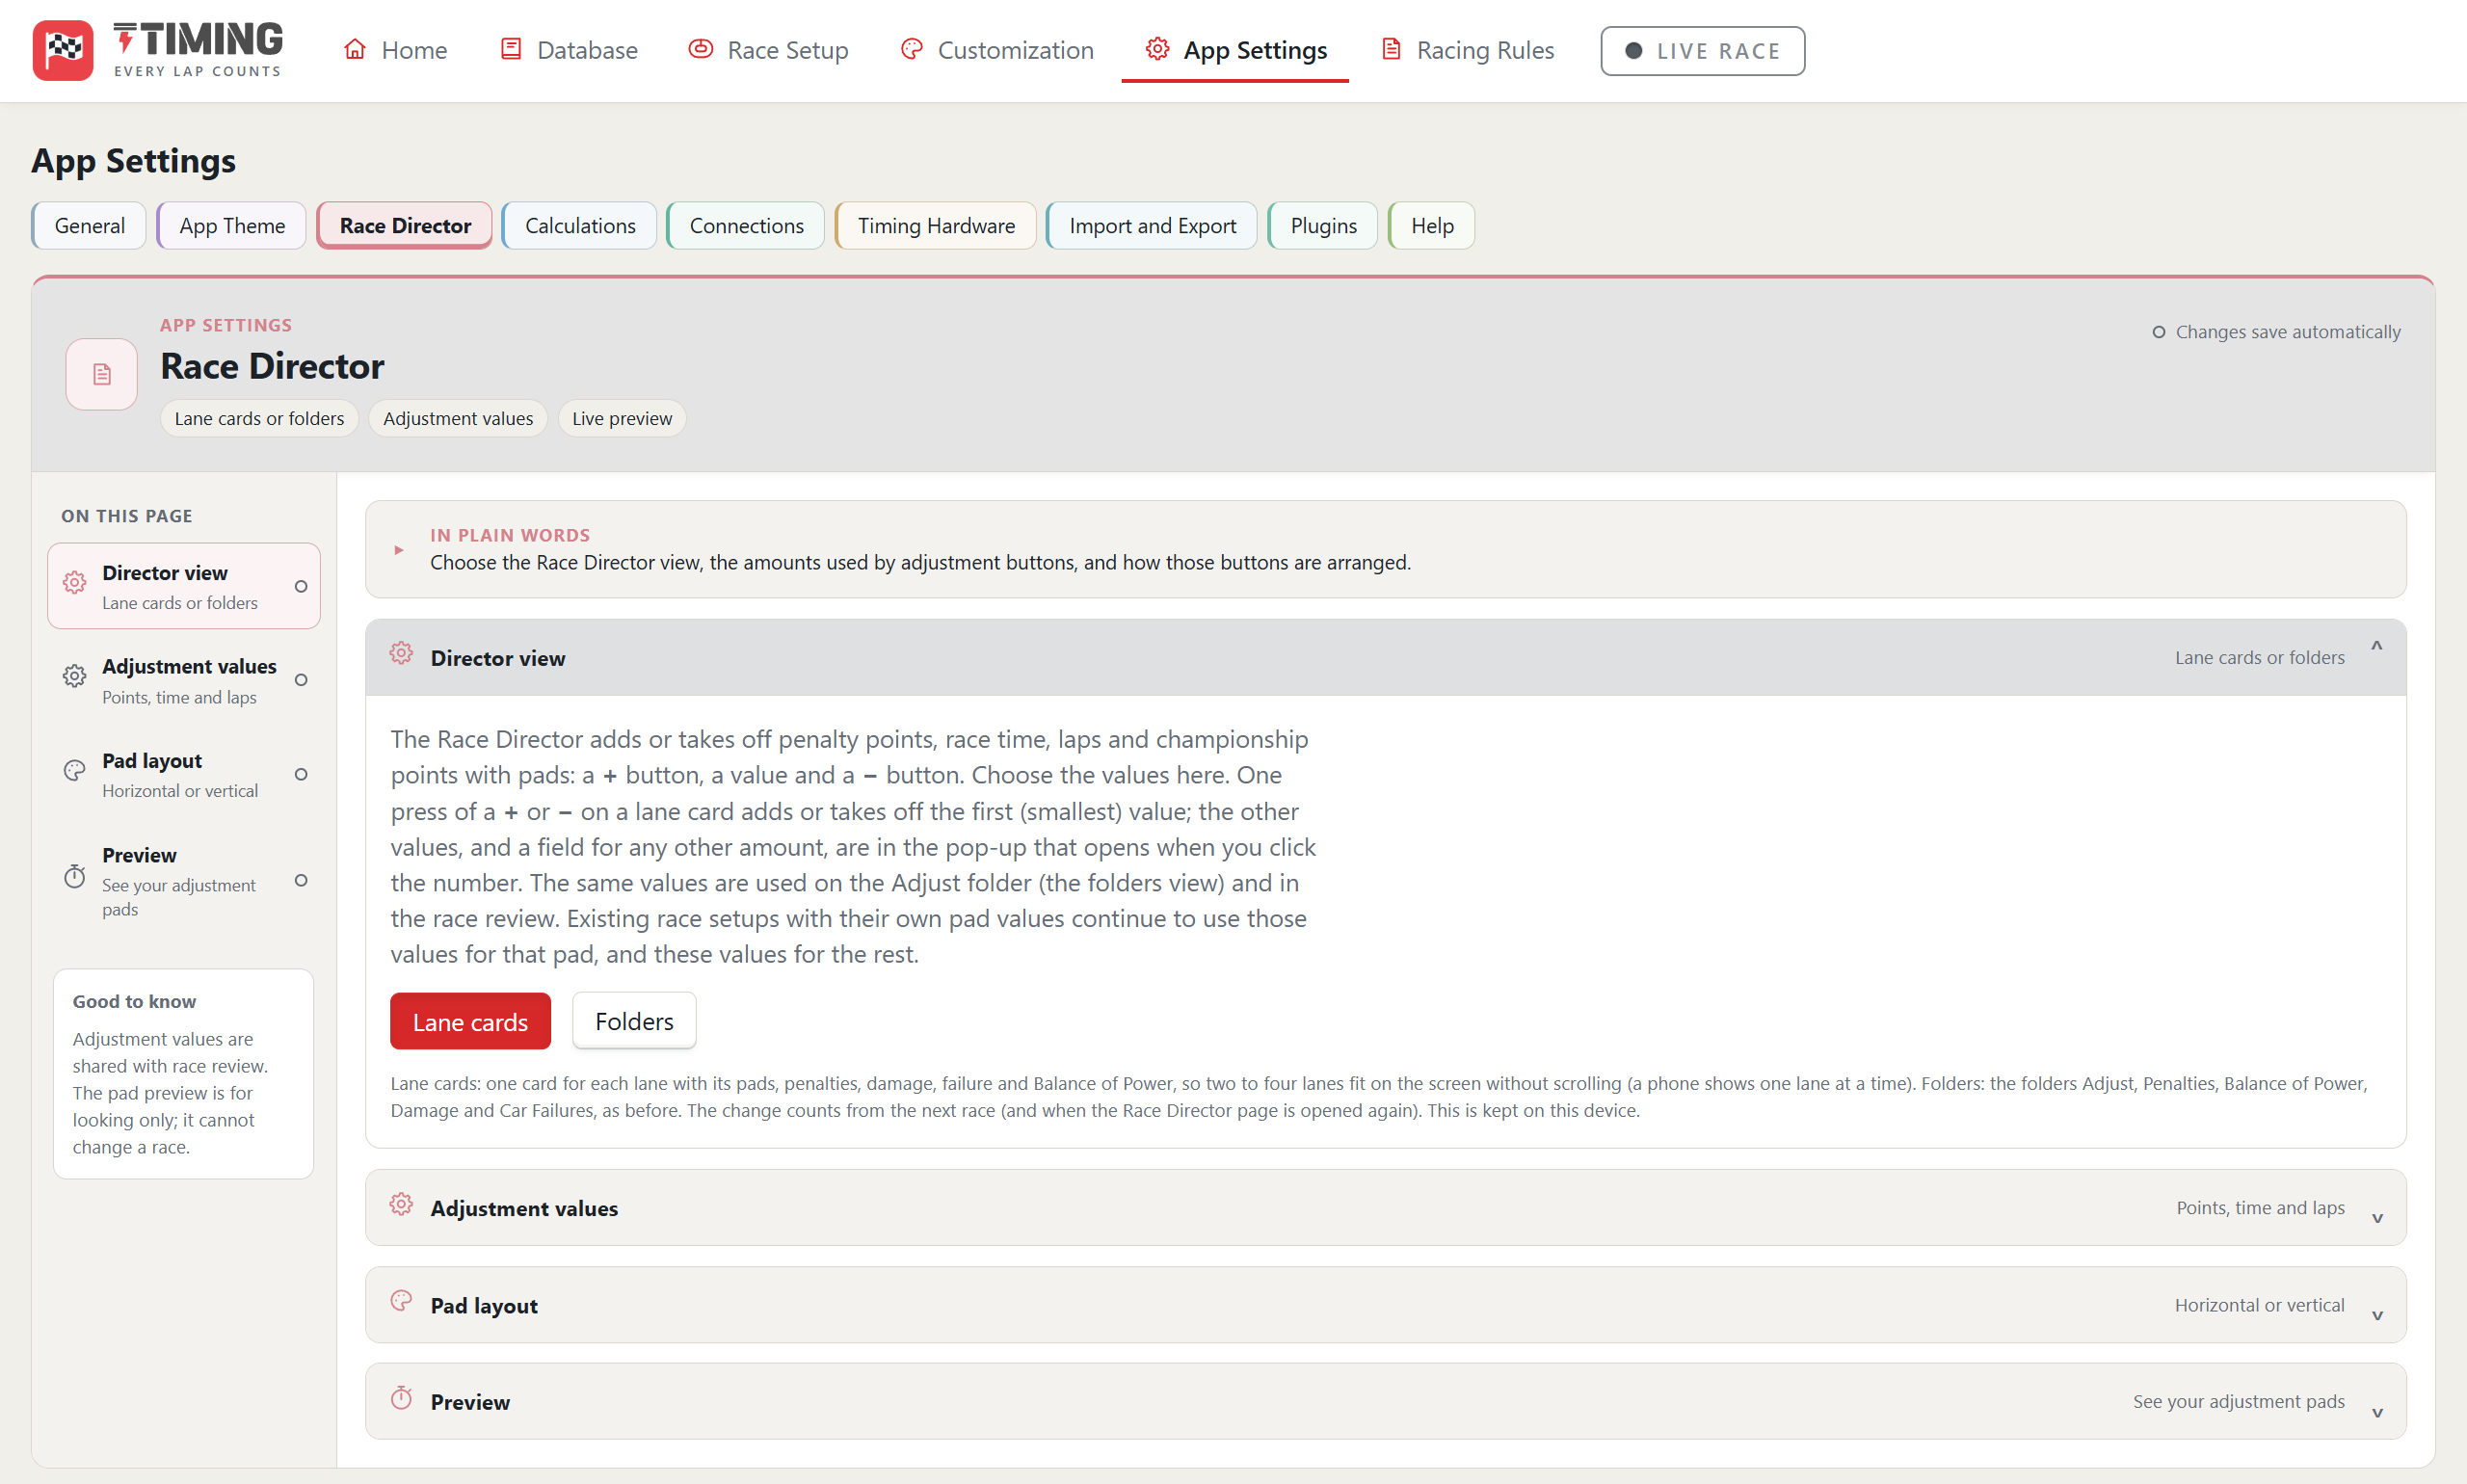 TIMING
EVERY LAP COUNTS
Home
Database
Race Setup
Customization
App Settings
Racing Rules
LIVE RACE
App Settings
General
App Theme
Race Director
Calculations
Connections
Timing Hardware
Import and Export
Plugins
Help
APP SETTINGS
Race Director
Lane cards or folders
Adjustment values
Live preview
Changes save automatically
ON THIS PAGE
Director view
Lane cards or folders
Adjustment values
Points, time and laps
Pad layout
Horizontal or vertical
Preview
See your adjustment
pads
Good to know
Adjustment values are
shared with race review.
The pad preview is for
looking only; it cannot
change a race.
IN PLAIN WORDS
Choose the Race Director view, the amounts used by adjustment buttons, and how those buttons are arranged.
Director view
Lane cards or folders
The Race Director adds or takes off penalty points, race time, laps and championship
points with pads: a + button, a value and a − button. Choose the values here. One
press of a + or − on a lane card adds or takes off the first (smallest) value; the other
values, and a field for any other amount, are in the pop-up that opens when you click
the number. The same values are used on the Adjust folder (the folders view) and in
the race review. Existing race setups with their own pad values continue to use those
values for that pad, and these values for the rest.
Lane cards
Folders
Lane cards: one card for each lane with its pads, penalties, damage, failure and Balance of Power, so two to four lanes fit on the screen without scrolling (a phone shows one lane at a time). Folders: the folders Adjust, Penalties, Balance of Power,
Damage and Car Failures, as before. The change counts from the next race (and when the Race Director page is opened again). This is kept on this device.
Adjustment values
Points, time and laps
Pad layout
Horizontal or vertical
Preview
See your adjustment pads